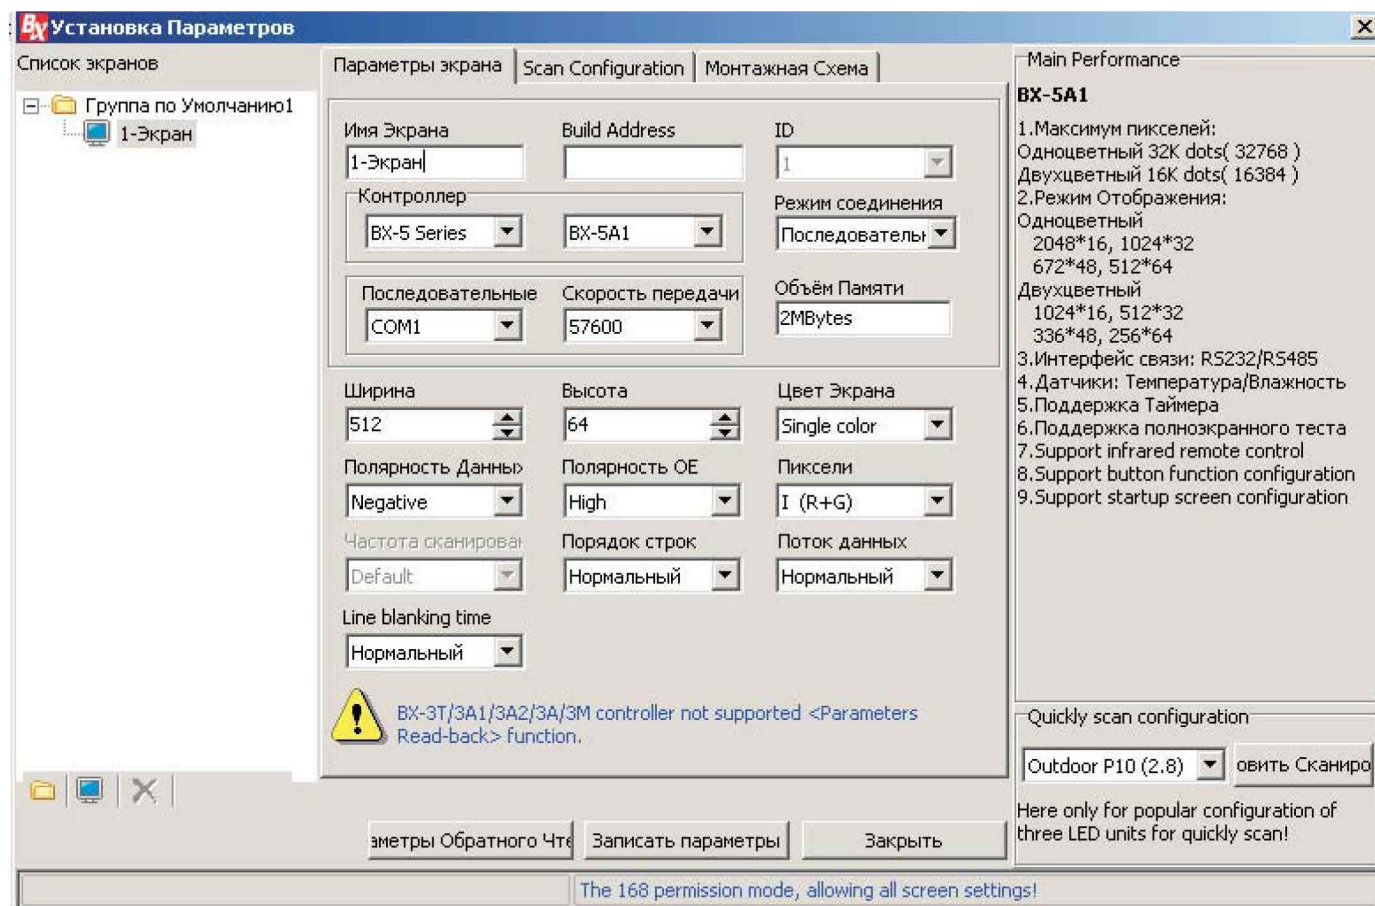 BX Установка Параметров
Список экранов
Группа по Умолчанию1
1-Экран
Параметры экрана
Scan Configuration
Монтажная Схема
Имя Экрана
Build Address
ID
1-Экран
1
Контроллер
Режим соединения
BX-5 Series
BX-5A1
Последовательн
Последовательные
Скорость передачи
Объём Памяти
COM1
57600
2MBytes
Ширина
Высота
Цвет Экрана
512
64
Single color
Полярность Данных
Полярность OE
Пиксели
Negative
High
I (R+G)
Частота сканирован
Порядок строк
Поток данных
Default
Нормальный
Нормальный
Line blanking time
Нормальный
BX-3T/3A1/3A2/3A/3M controller not supported <Parameters
Read-back> function.
аметры Обратного Чте
Записать параметры
Закрыть
Main Performance
BX-5A1
1.Максимум пикселей:
Одноцветный 32K dots( 32768 )
Двухцветный 16K dots( 16384 )
2.Режим Отображения:
Одноцветный
2048*16, 1024*32
672*48, 512*64
Двухцветный
1024*16, 512*32
336*48, 256*64
3.Интерфейс связи: RS232/RS485
4.Датчики: Температура/Влажность
5.Поддержка Таймера
6.Поддержка полноэкранного теста
7.Support infrared remote control
8.Support button function configuration
9.Support startup screen configuration
Quickly scan configuration
Outdoor P10 (2.8)
овить Сканиро
Here only for popular configuration of
three LED units for quickly scan!
The 168 permission mode, allowing all screen settings!